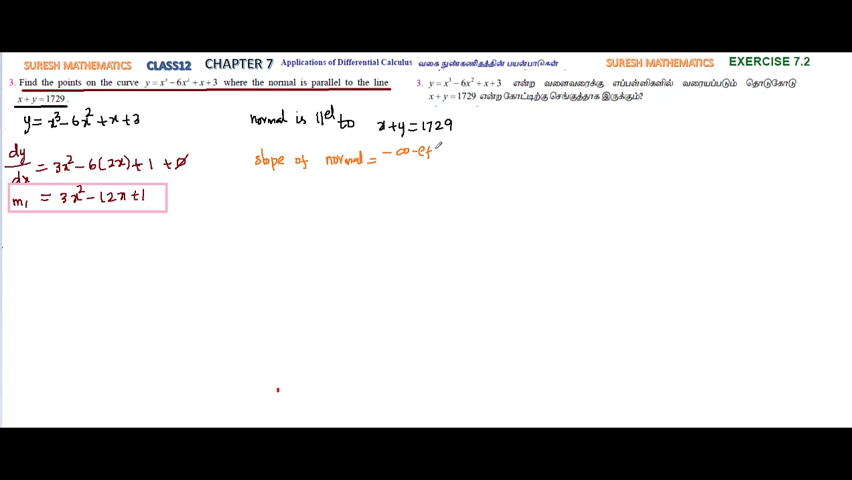 SURESH MATHEMATICS CLASS12 CHAPTER 7 Applications of Differential Calculus வகை நுண்கணிதத்தின் பயன்பாடுகள் SURESH MATHEMATICS EXERCISE 7.2
3. Find the points on the curve y = x³ − 6x² + x + 3 where the normal is parallel to the line
x + y = 1729 .
3. y = x³ − 6x² + x + 3 என்ற வளைவரைக்கு எப்புள்ளிகளில் வரையப்படும் தொடுகோடு
x + y = 1729 என்ற கோட்டிற்கு செங்குத்தாக இருக்கும்?
y = x³ − 6x² + x + 3
dy/dx = 3x² − 6(2x) + 1 + 0
m₁ = 3x² − 12x + 1
normal is ||el to x + y = 1729
slope of normal = − co-ef